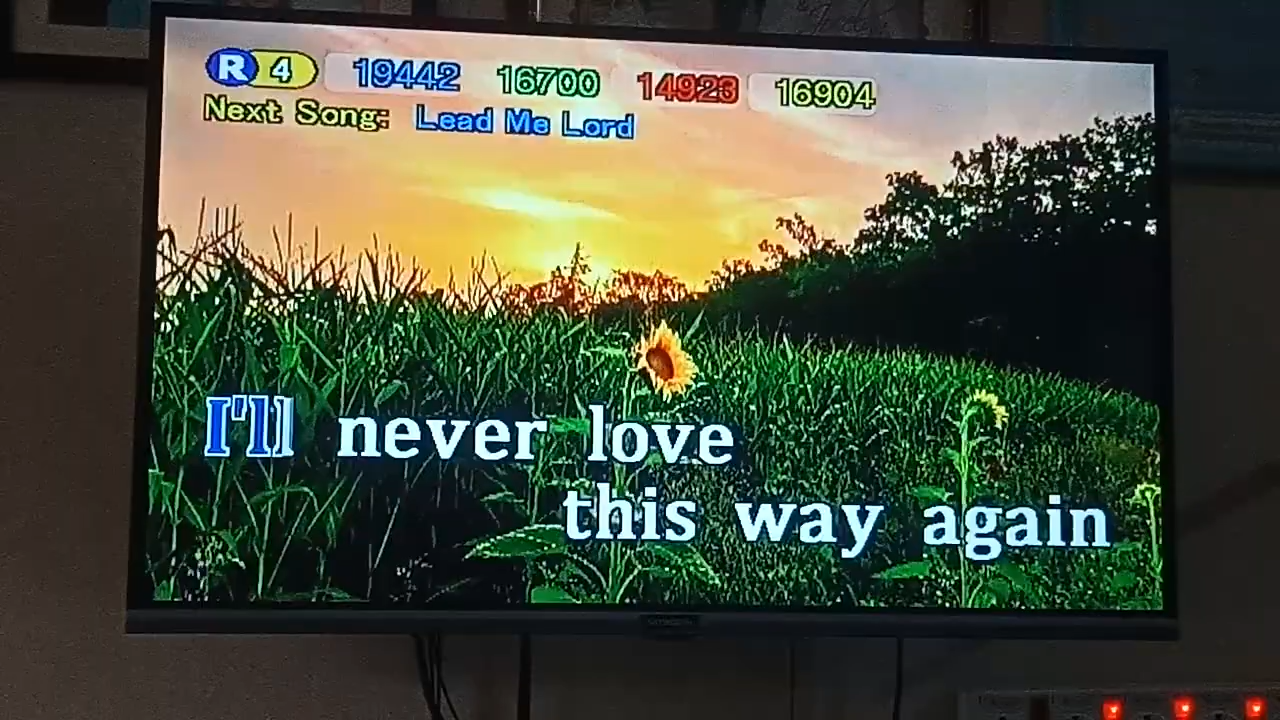 R 4 19442 16700 14923 16904
Next Song: Lead Me Lord
I'll never love
this way again